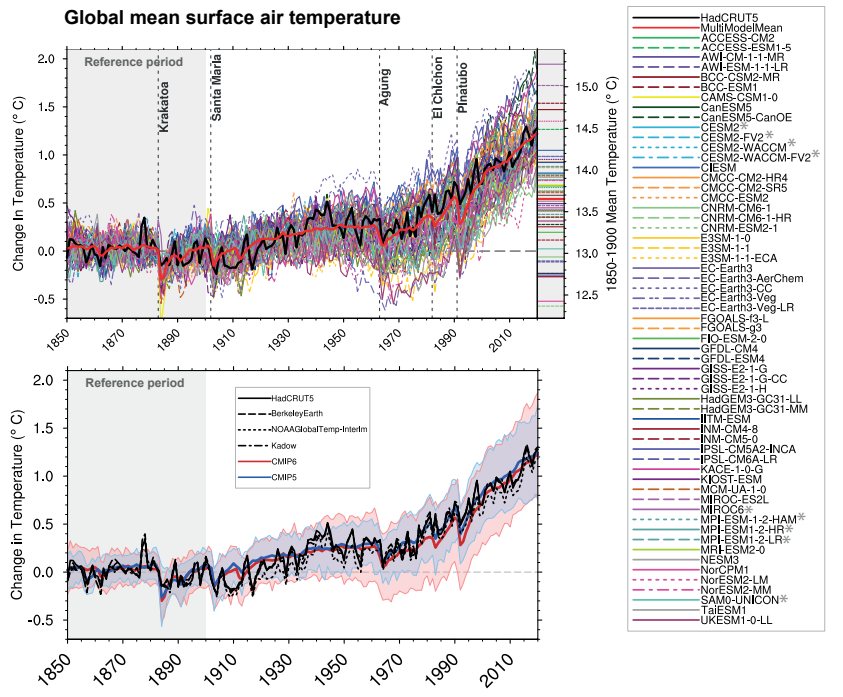 Global mean surface air temperature
Reference period
Krakatoa
Santa Maria
Agung
El Chichon
Pinatubo
Change In Temperature (° C)
2.0
1.5
1.0
0.5
0.0
-0.5
1850
1870
1890
1910
1930
1950
1970
1990
2010
15.0
14.5
14.0
13.5
13.0
12.5
1850-1900 Mean Temperature (° C)
Reference period
HadCRUT5
BerkeleyEarth
NOAAGlobalTemp-Interim
Kadow
CMIP6
CMIP5
Change in Temperature (° C)
2.0
1.5
1.0
0.5
0.0
-0.5
1850
1870
1890
1910
1930
1950
1970
1990
2010
HadCRUT5
MultiModelMean
ACCESS-CM2
ACCESS-ESM1-5
AWI-CM-1-1-MR
AWI-ESM-1-1-LR
BCC-CSM2-MR
BCC-ESM1
CAMS-CSM1-0
CanESM5
CanESM5-CanOE
CESM2*
CESM2-FV2*
CESM2-WACCM*
CESM2-WACCM-FV2*
CIESM
CMCC-CM2-HR4
CMCC-CM2-SR5
CMCC-ESM2
CNRM-CM6-1
CNRM-CM6-1-HR
CNRM-ESM2-1
E3SM-1-0
E3SM-1-1
E3SM-1-1-ECA
EC-Earth3
EC-Earth3-AerChem
EC-Earth3-CC
EC-Earth3-Veg
EC-Earth3-Veg-LR
FGOALS-f3-L
FGOALS-g3
FIO-ESM-2-0
GFDL-CM4
GFDL-ESM4
GISS-E2-1-G
GISS-E2-1-G-CC
GISS-E2-1-H
HadGEM3-GC31-LL
HadGEM3-GC31-MM
IITM-ESM
INM-CM4-8
INM-CM5-0
IPSL-CM5A2-INCA
IPSL-CM6A-LR
KACE-1-0-G
KIOST-ESM
MCM-UA-1-0
MIROC-ES2L
MIROC6*
MPI-ESM-1-2-HAM*
MPI-ESM1-2-HR*
MPI-ESM1-2-LR*
MRI-ESM2-0
NESM3
NorCPM1
NorESM2-LM
NorESM2-MM
SAM0-UNICON*
TaiESM1
UKESM1-0-LL